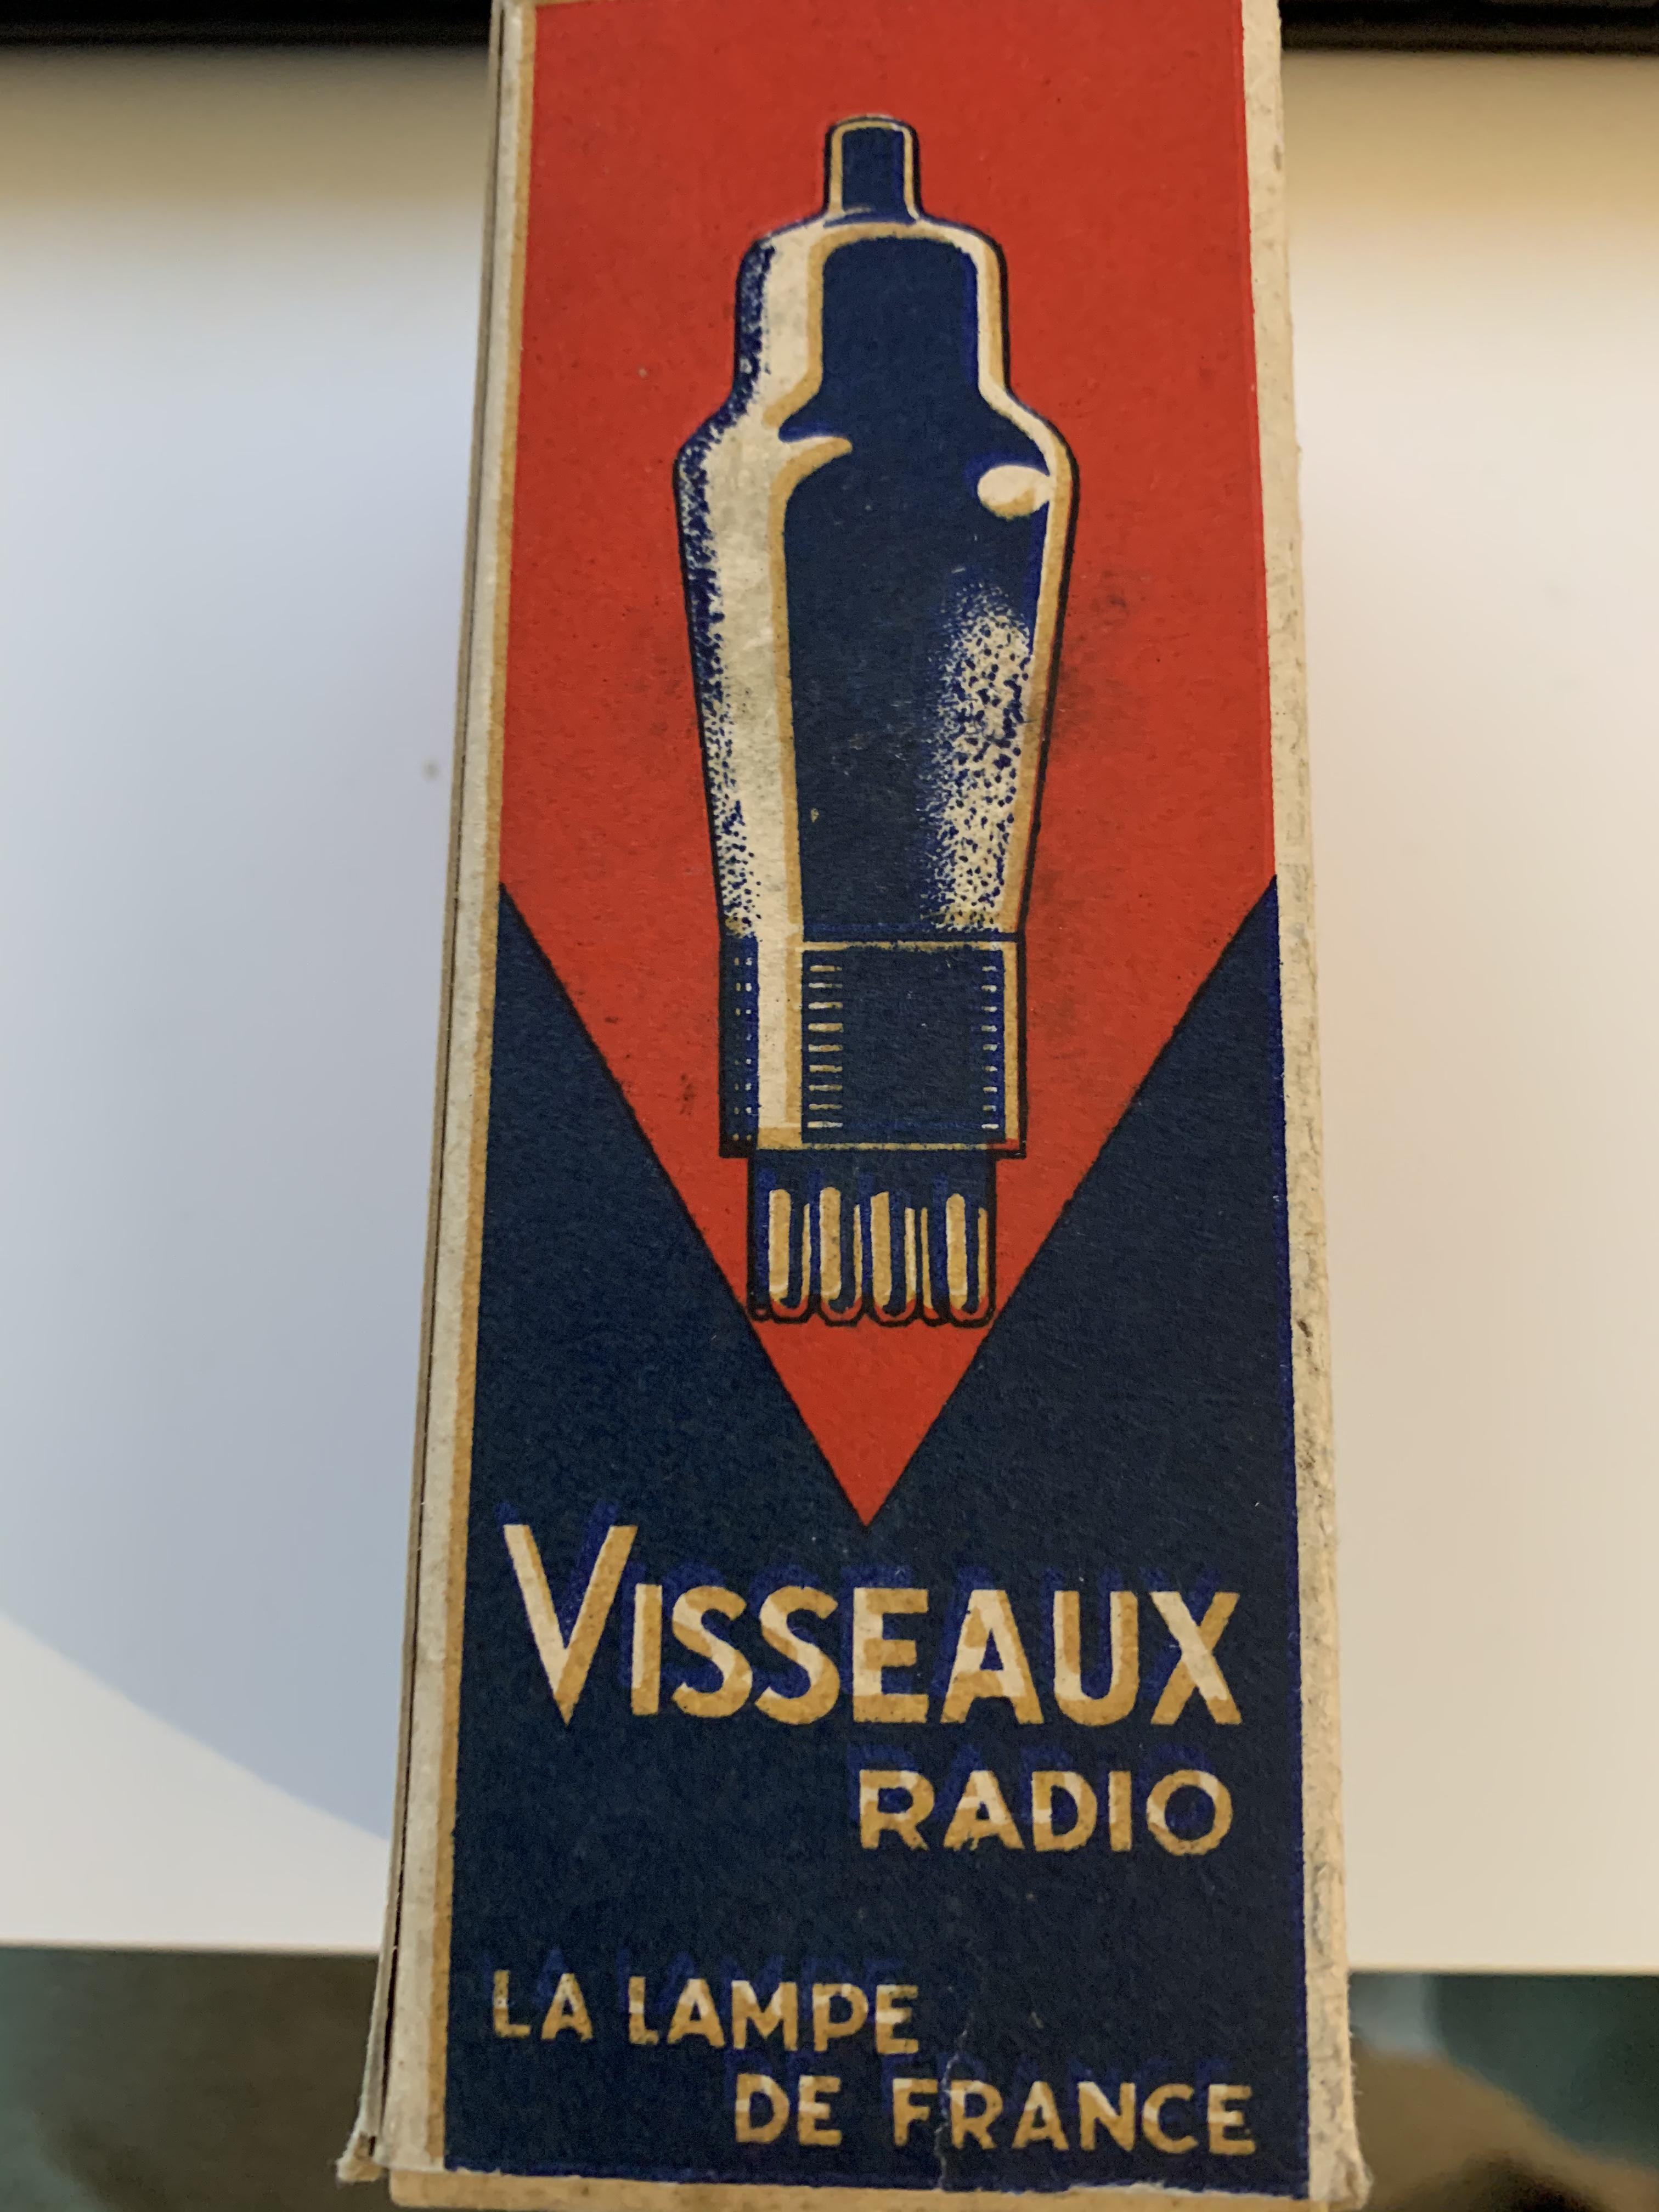 VISSEAUX
RADIO
LA LAMPE
DE FRANCE